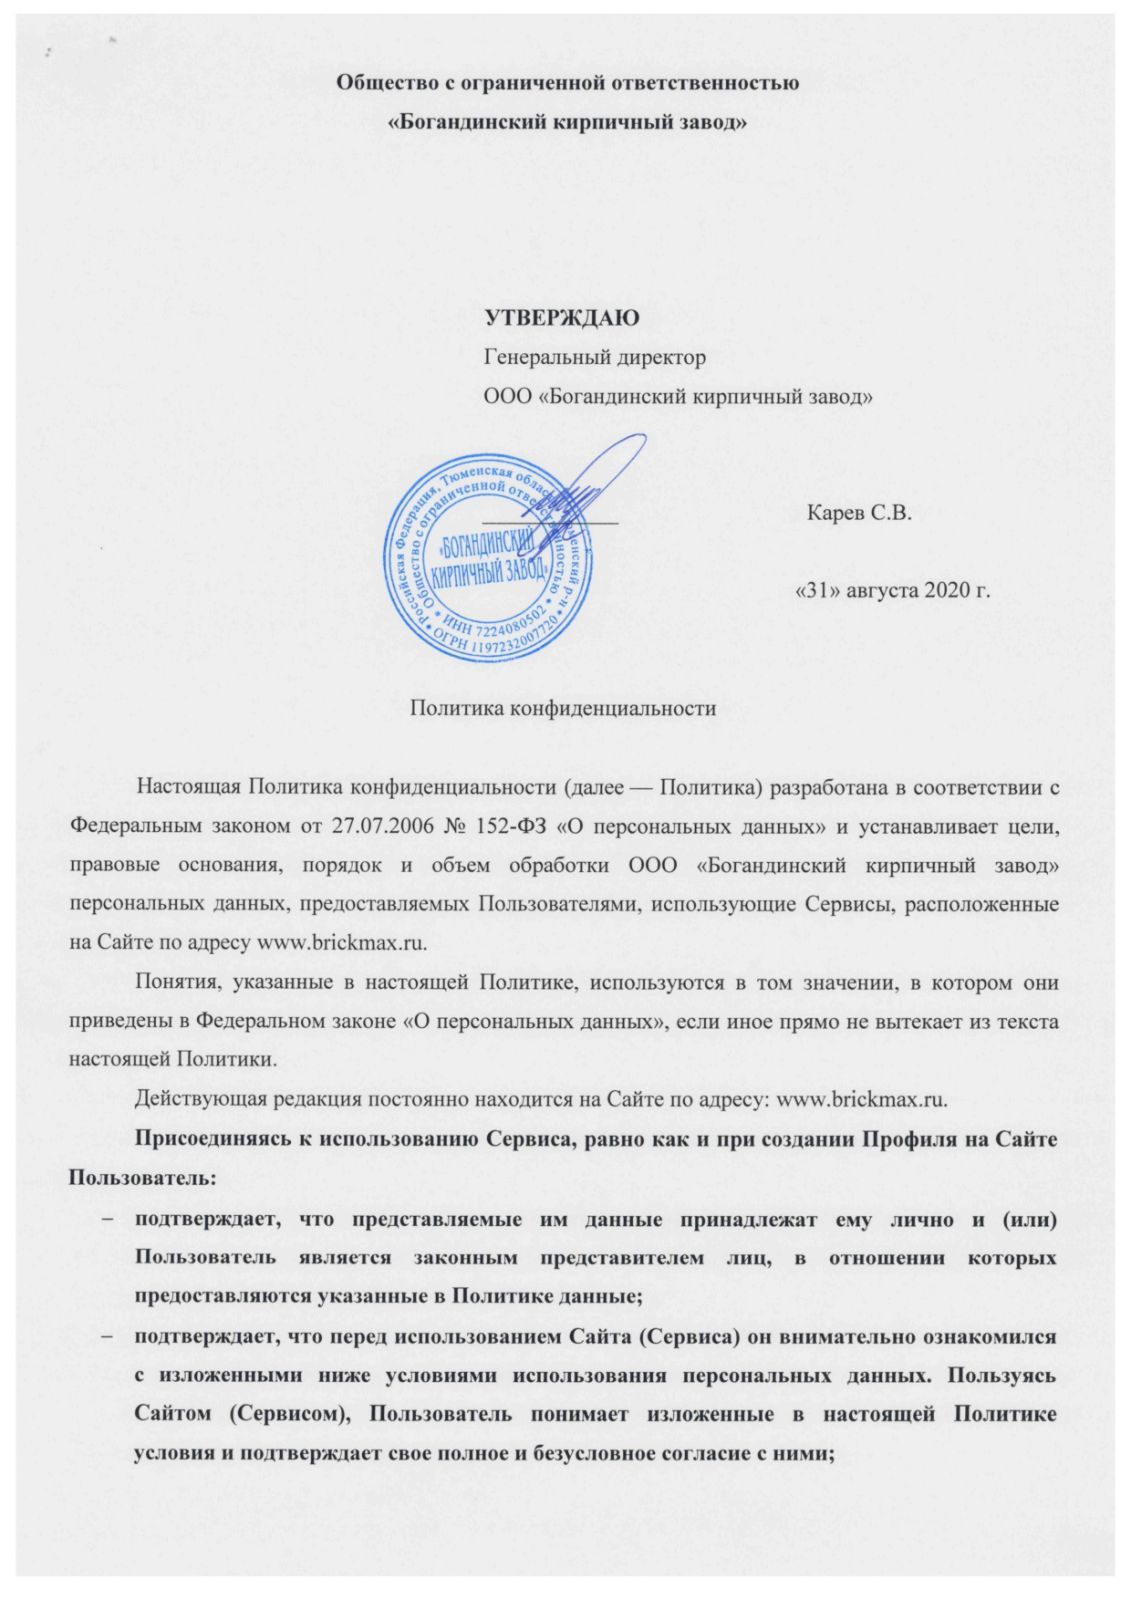 Общество с ограниченной ответственностью
«Богандинский кирпичный завод»
УТВЕРЖДАЮ
Генеральный директор
ООО «Богандинский кирпичный завод»
Карев С.В.
«31» августа 2020 г.
Российская Федерация, Тюменская область, Тюменский р-н • ОГРН 1197232007720 •
Общество с ограниченной ответственностью • ИНН 7224080502 •
«БОГАНДИНСКИЙ
КИРПИЧНЫЙ ЗАВОД»
Политика конфиденциальности
Настоящая Политика конфиденциальности (далее — Политика) разработана в соответствии с
Федеральным законом от 27.07.2006 № 152-ФЗ «О персональных данных» и устанавливает цели,
правовые основания, порядок и объем обработки ООО «Богандинский кирпичный завод»
персональных данных, предоставляемых Пользователями, использующие Сервисы, расположенные
на Сайте по адресу www.brickmax.ru.
Понятия, указанные в настоящей Политике, используются в том значении, в котором они
приведены в Федеральном законе «О персональных данных», если иное прямо не вытекает из текста
настоящей Политики.
Действующая редакция постоянно находится на Сайте по адресу: www.brickmax.ru.
Присоединяясь к использованию Сервиса, равно как и при создании Профиля на Сайте
Пользователь:
– подтверждает, что представляемые им данные принадлежат ему лично и (или)
Пользователь является законным представителем лиц, в отношении которых
предоставляются указанные в Политике данные;
– подтверждает, что перед использованием Сайта (Сервиса) он внимательно ознакомился
с изложенными ниже условиями использования персональных данных. Пользуясь
Сайтом (Сервисом), Пользователь понимает изложенные в настоящей Политике
условия и подтверждает свое полное и безусловное согласие с ними;